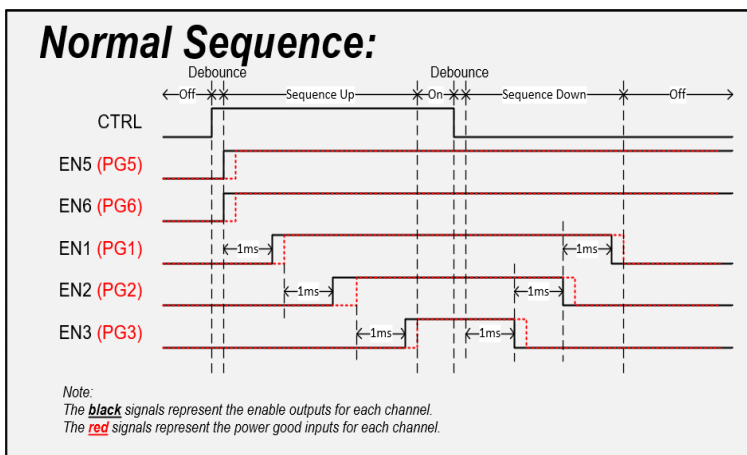 Normal Sequence:
Debounce Debounce
Off Sequence Up On Sequence Down Off
CTRL
EN5 (PG5)
EN6 (PG6)
EN1 (PG1) 1ms 1ms
EN2 (PG2) 1ms 1ms
EN3 (PG3) 1ms 1ms
Note:
The black signals represent the enable outputs for each channel.
The red signals represent the power good inputs for each channel.